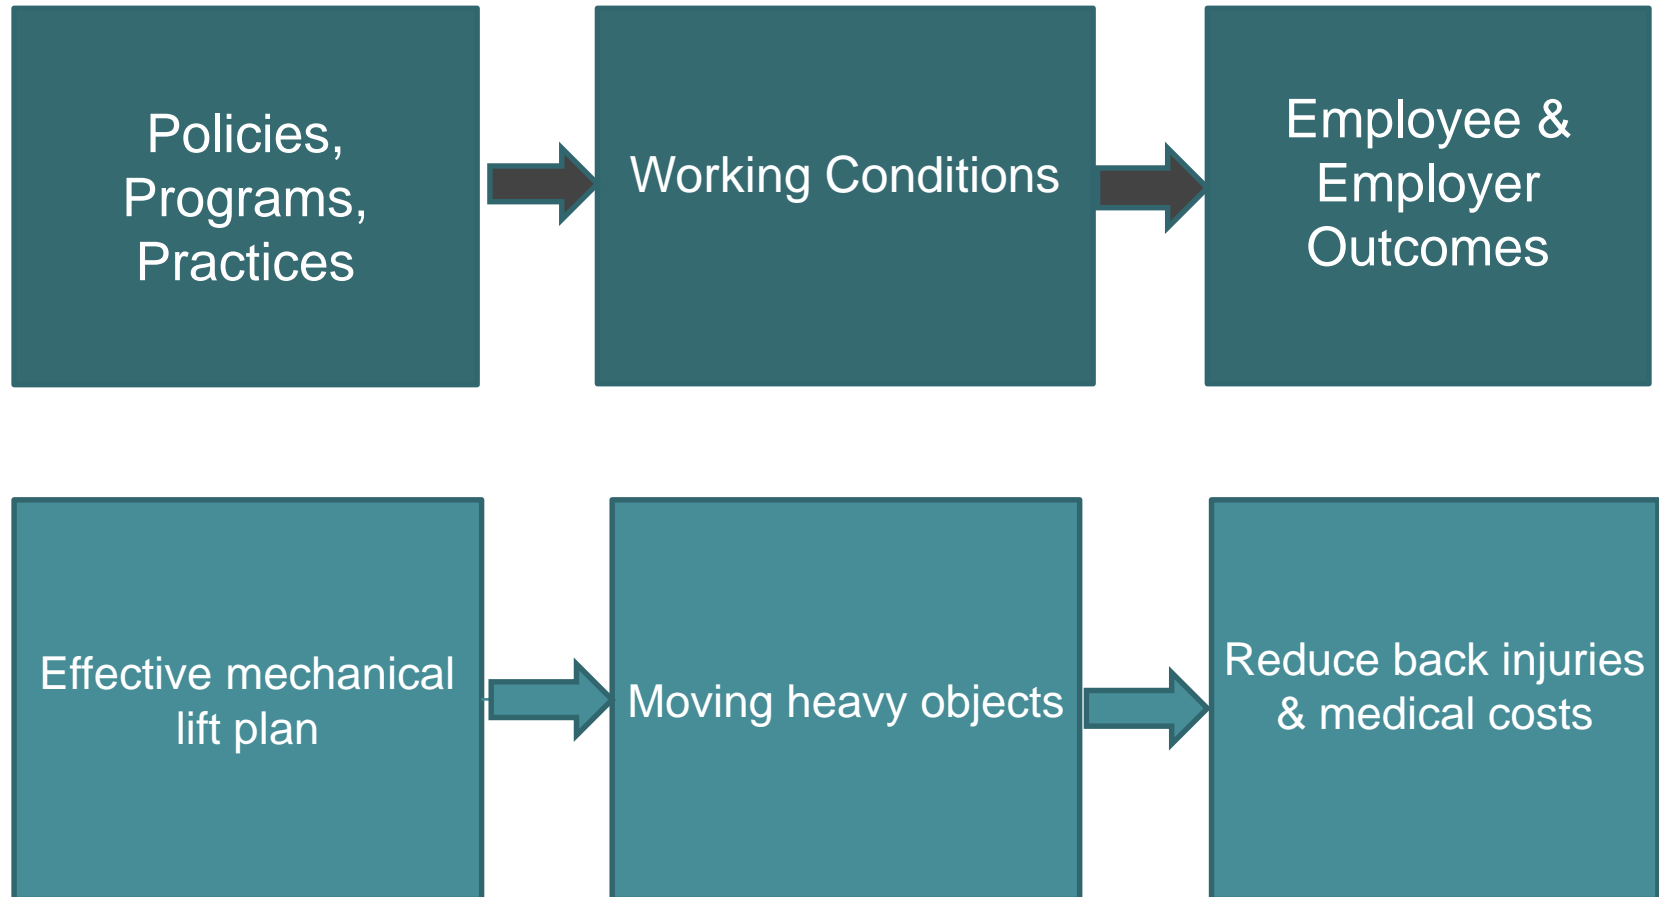 Policies,
Programs,
Practices
Working Conditions
Employee &
Employer
Outcomes
Effective mechanical
lift plan
Moving heavy objects
Reduce back injuries
& medical costs